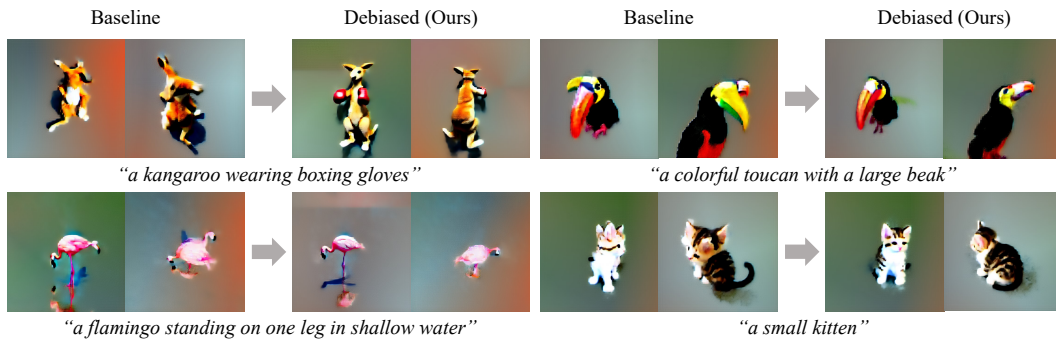 Baseline Debiased (Ours) Baseline Debiased (Ours)
“a kangaroo wearing boxing gloves” “a colorful toucan with a large beak”
“a flamingo standing on one leg in shallow water” “a small kitten”